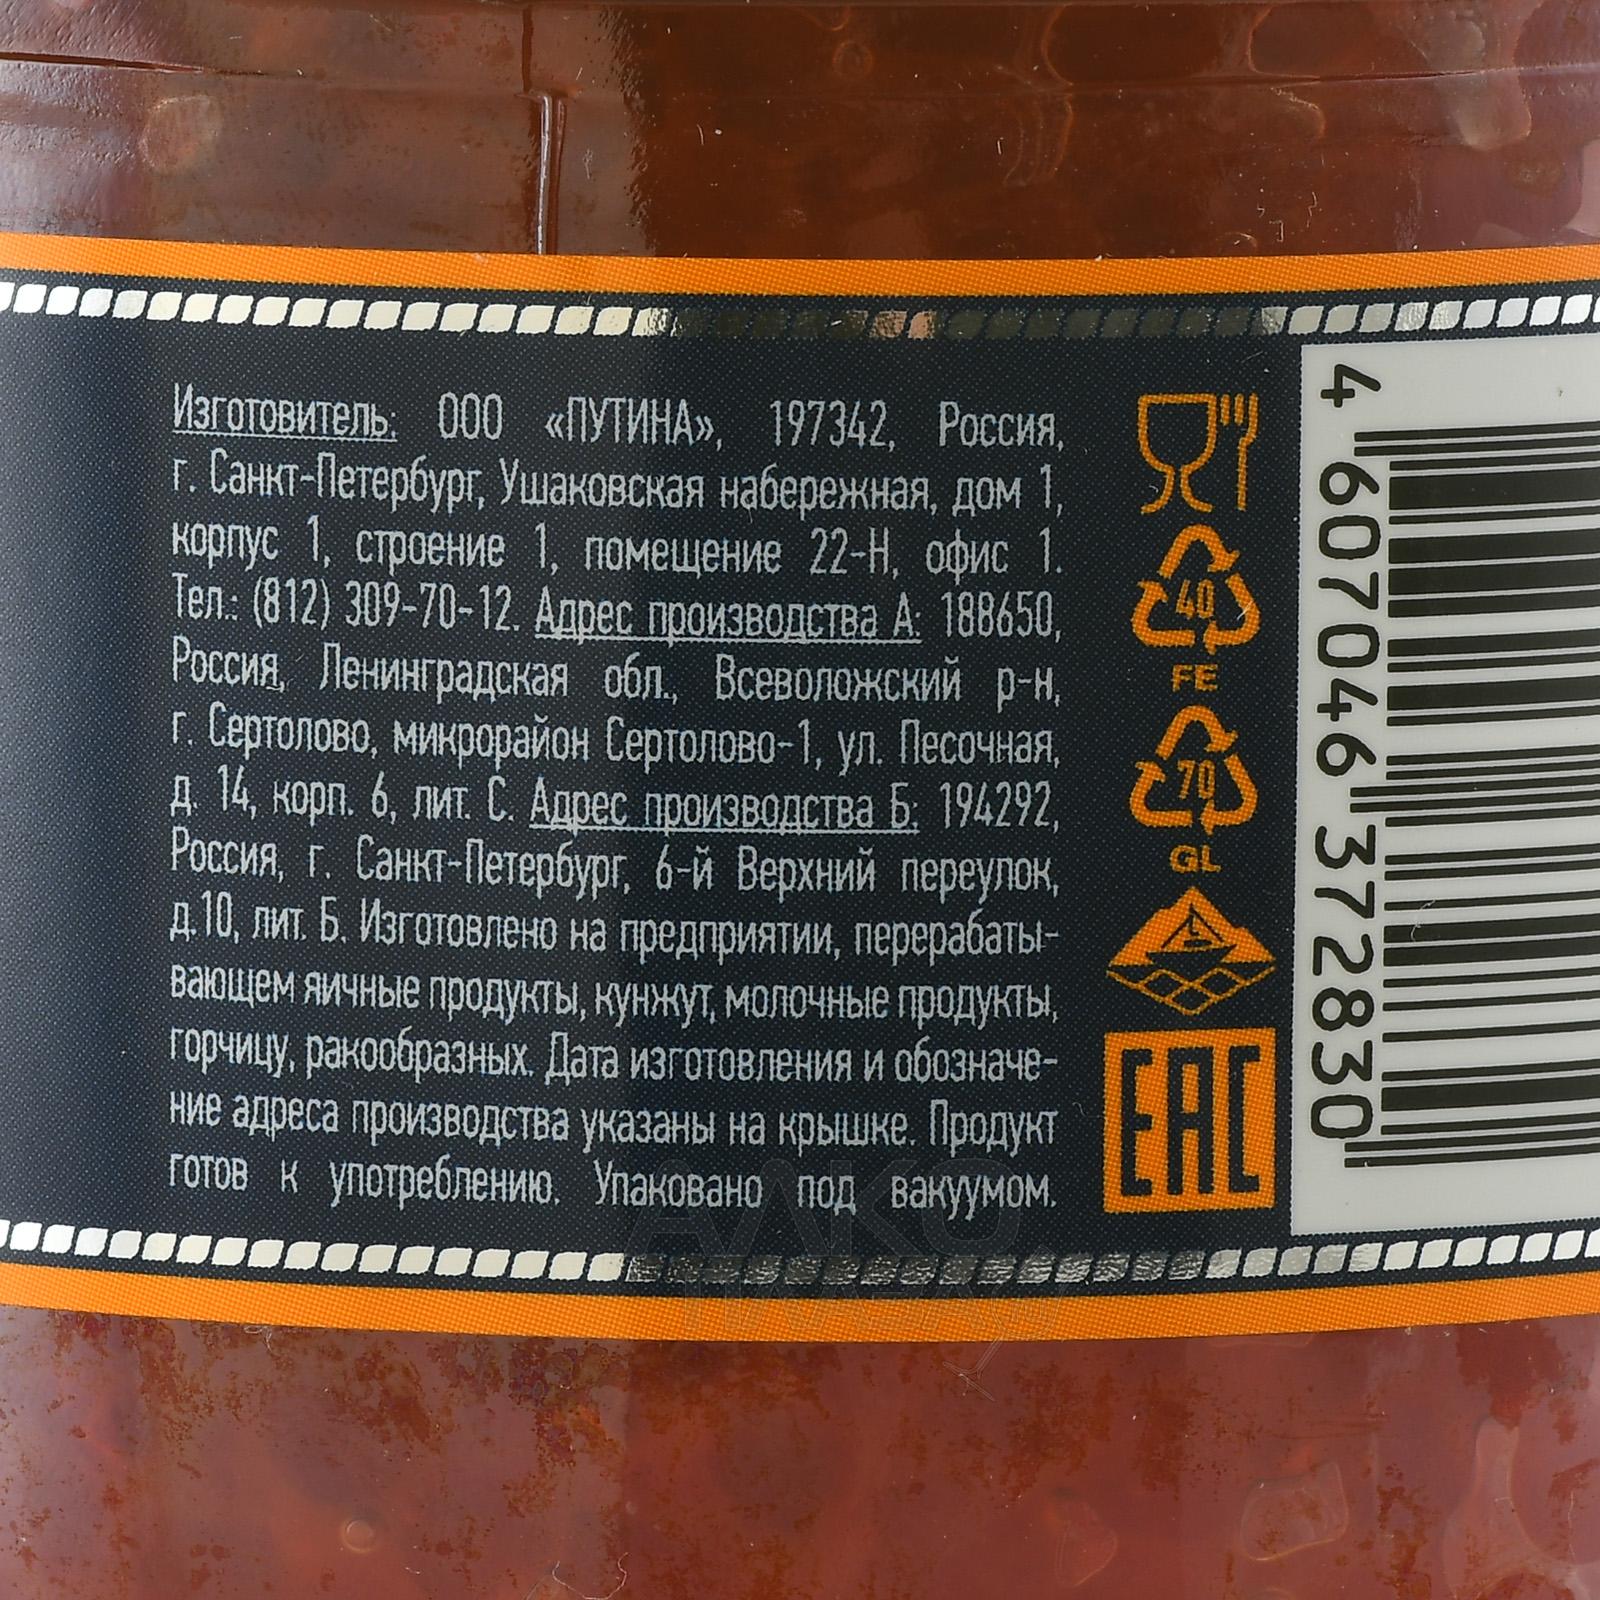 Изготовитель: ООО «ПУТИНА», 197342, Россия,
г. Санкт-Петербург, Ушаковская набережная, дом 1,
корпус 1, строение 1, помещение 22-Н, офис 1.
Тел.: (812) 309-70-12. Адрес производства А: 188650,
Россия, Ленинградская обл., Всеволожский р-н,
г. Сертолово, микрорайон Сертолово-1, ул. Песочная,
д. 14, корп. 6, лит. С. Адрес производства Б: 194292,
Россия, г. Санкт-Петербург, 6-й Верхний переулок,
д.10, лит. Б. Изготовлено на предприятии, перерабаты-
вающем яичные продукты, кунжут, молочные продукты,
горчицу, ракообразных. Дата изготовления и обозначе-
ние адреса производства указаны на крышке. Продукт
готов к употреблению. Упаковано под вакуумом.
40
FE
70
GL
EAC
4 607046 372830
АЛКО
ПЛАЗА